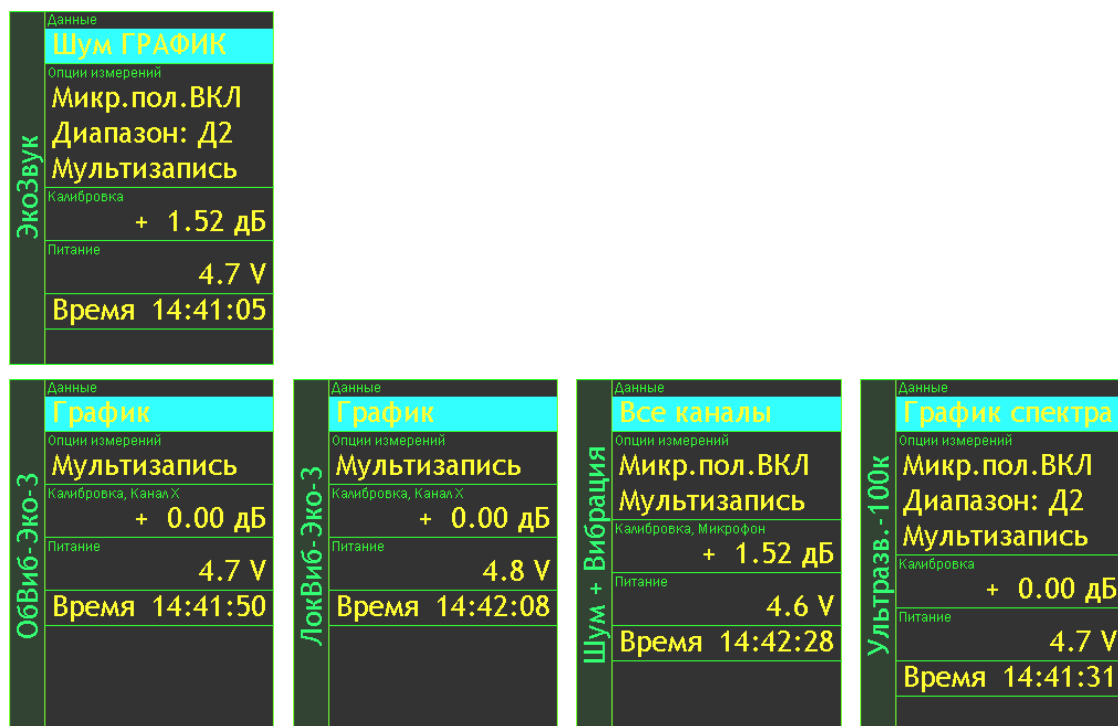 ЭкоЗвук
Данные
Шум ГРАФИК
Опции измерений
Микр.пол.ВКЛ
Диапазон: Д2
Мультизапись
Калибровка
+ 1.52 дБ
Питание
4.7 V
Время 14:41:05
ОбВиб-Эко-3
Данные
График
Опции измерений
Мультизапись
Калибровка, Канал X
+ 0.00 дБ
Питание
4.7 V
Время 14:41:50
ЛокВиб-Эко-3
Данные
График
Опции измерений
Мультизапись
Калибровка, Канал X
+ 0.00 дБ
Питание
4.8 V
Время 14:42:08
Шум + Вибрация
Данные
Все каналы
Опции измерений
Микр.пол.ВКЛ
Мультизапись
Калибровка, Микрофон
+ 1.52 дБ
Питание
4.6 V
Время 14:42:28
Ультразв.-100к
Данные
График спектра
Опции измерений
Микр.пол.ВКЛ
Диапазон: Д2
Мультизапись
Калибровка
+ 0.00 дБ
Питание
4.7 V
Время 14:41:31